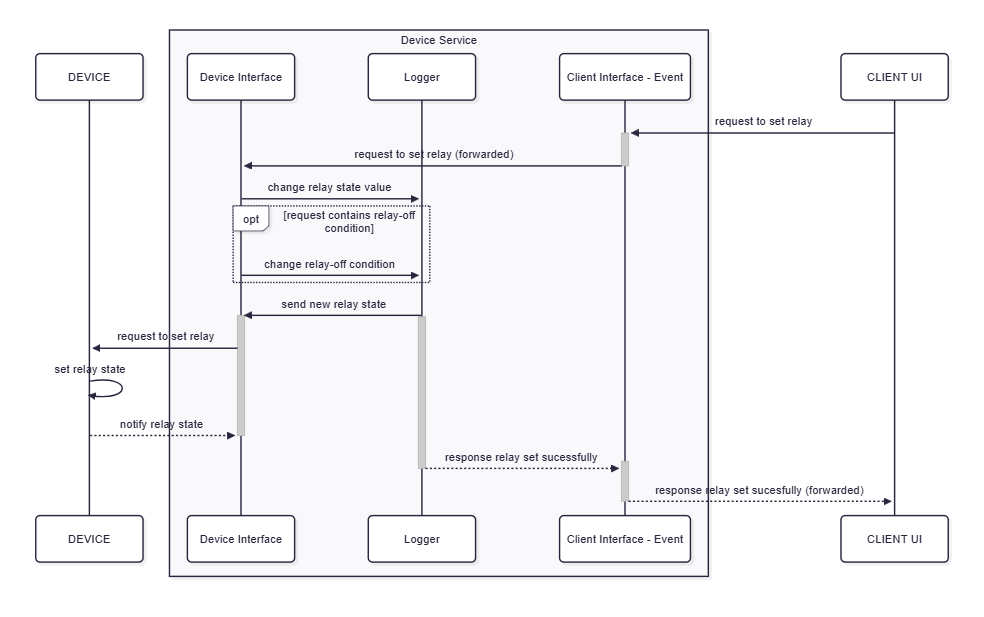 Device Service
DEVICE
Device Interface
Logger
Client Interface - Event
CLIENT UI
request to set relay
request to set relay (forwarded)
change relay state value
opt
[request contains relay-off
condition]
change relay-off condition
send new relay state
request to set relay
set relay state
notify relay state
response relay set sucessfully
response relay set sucesfully (forwarded)
DEVICE
Device Interface
Logger
Client Interface - Event
CLIENT UI